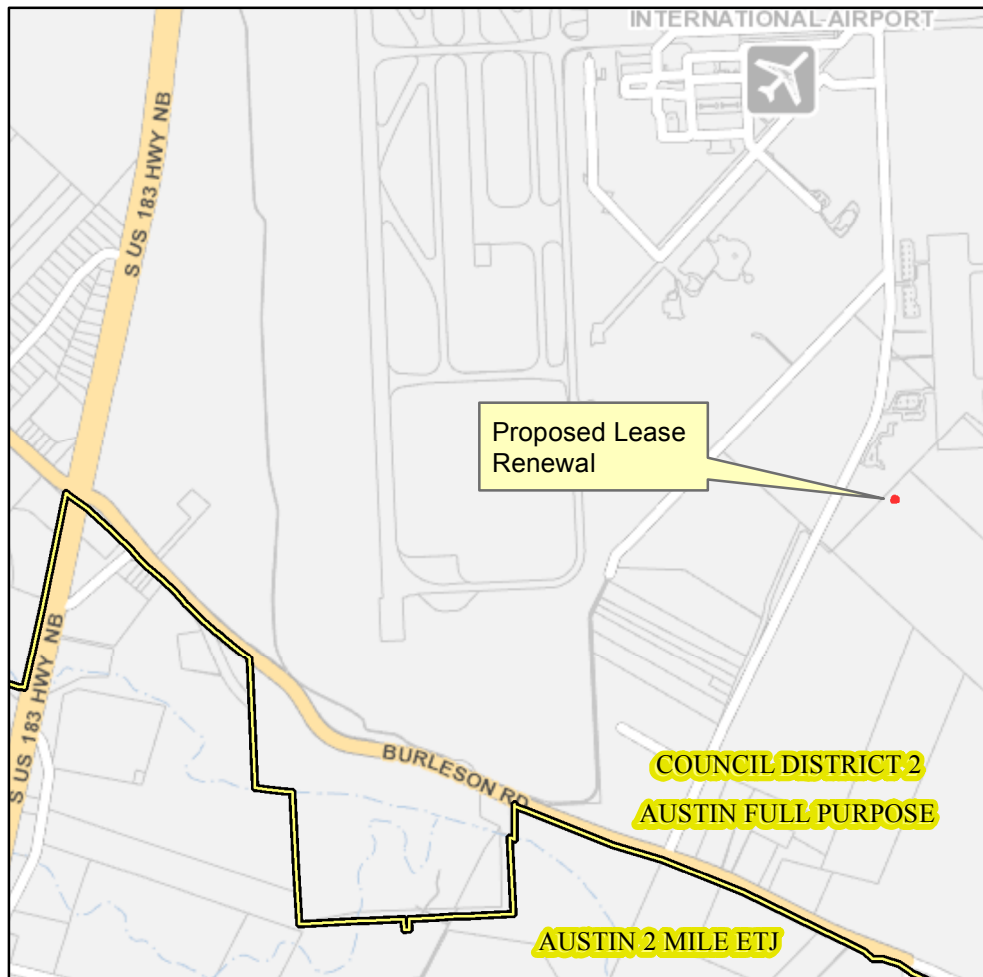 INTERNATIONAL AIRPORT
S US 183 HWY NB
Proposed Lease
Renewal
S US 183 HWY NB
BURLESON RD
COUNCIL DISTRICT 2
AUSTIN FULL PURPOSE
AUSTIN 2 MILE ETJ